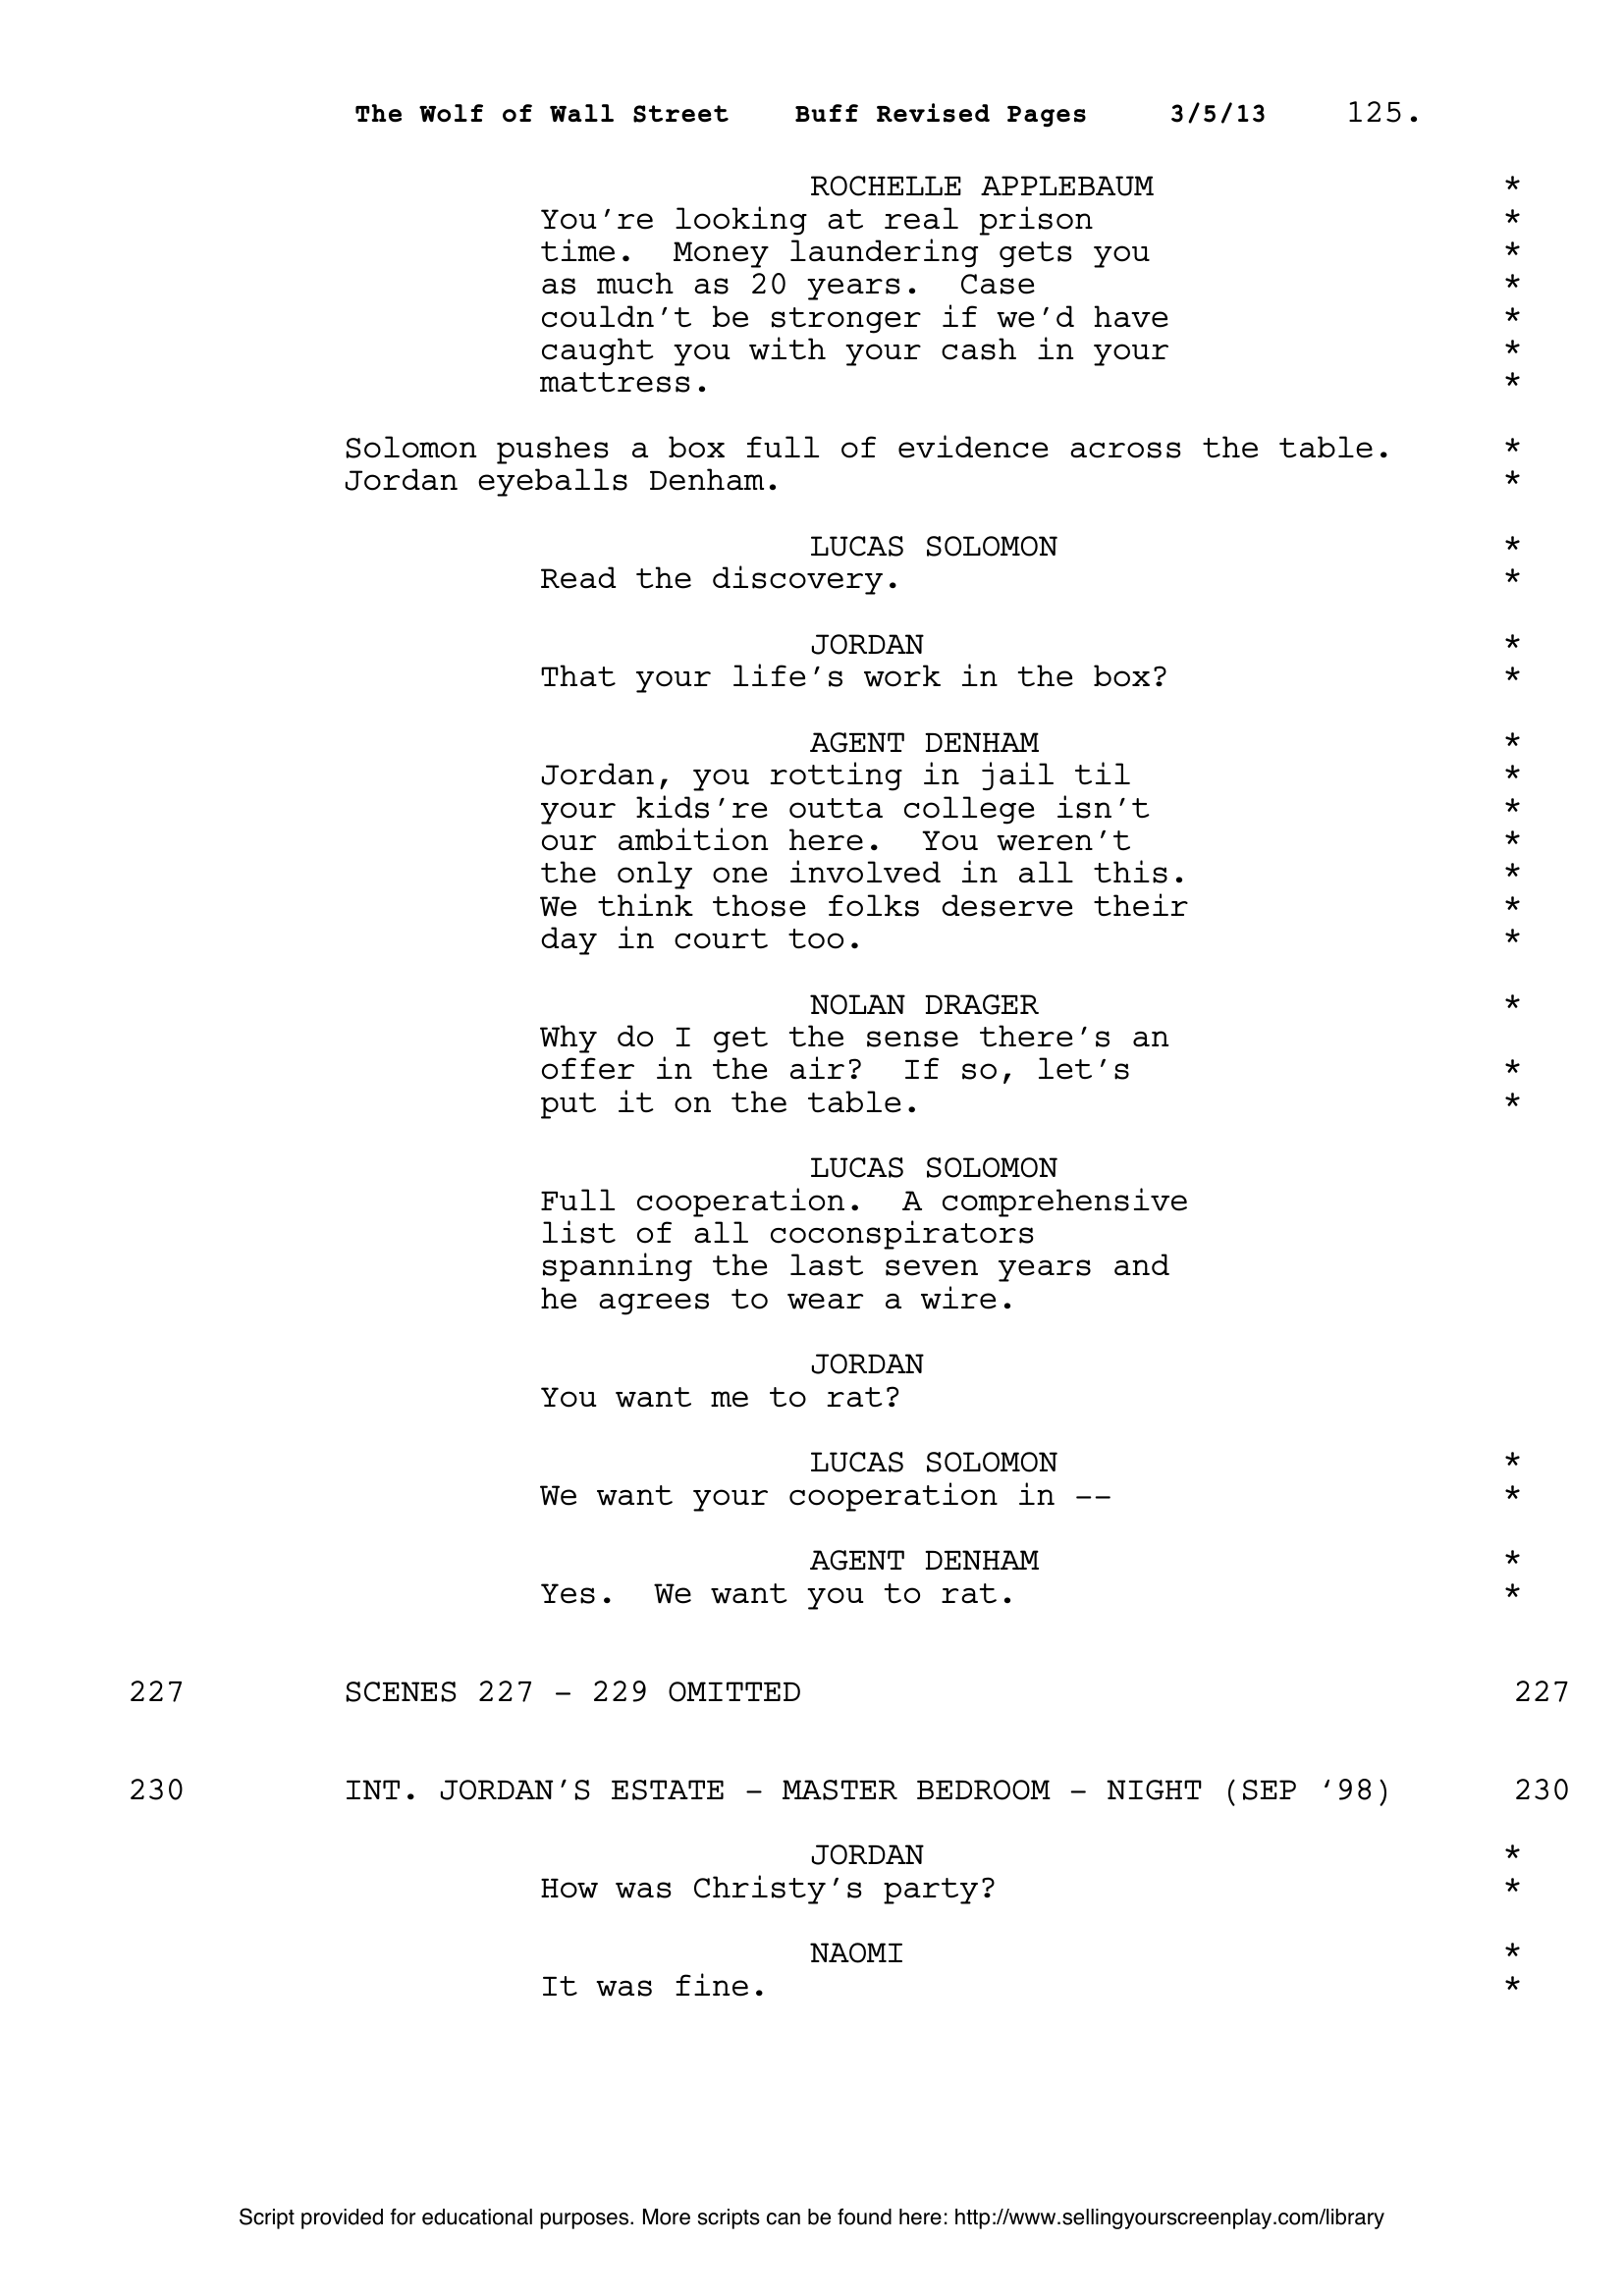 The Wolf of Wall Street    Buff Revised Pages    3/5/13    125.
ROCHELLE APPLEBAUM *
You're looking at real prison *
time.  Money laundering gets you *
as much as 20 years.  Case *
couldn't be stronger if we'd have *
caught you with your cash in your *
mattress. *
Solomon pushes a box full of evidence across the table. *
Jordan eyeballs Denham. *
LUCAS SOLOMON *
Read the discovery. *
JORDAN *
That your life's work in the box? *
AGENT DENHAM *
Jordan, you rotting in jail til *
your kids're outta college isn't *
our ambition here.  You weren't *
the only one involved in all this. *
We think those folks deserve their *
day in court too. *
NOLAN DRAGER *
Why do I get the sense there's an
offer in the air?  If so, let's *
put it on the table. *
LUCAS SOLOMON
Full cooperation.  A comprehensive
list of all coconspirators
spanning the last seven years and
he agrees to wear a wire.
JORDAN
You want me to rat?
LUCAS SOLOMON *
We want your cooperation in -- *
AGENT DENHAM *
Yes.  We want you to rat. *
227 SCENES 227 - 229 OMITTED 227
230 INT. JORDAN'S ESTATE - MASTER BEDROOM - NIGHT (SEP ‘98) 230
JORDAN *
How was Christy's party? *
NAOMI *
It was fine. *
Script provided for educational purposes. More scripts can be found here: http://www.sellingyourscreenplay.com/library